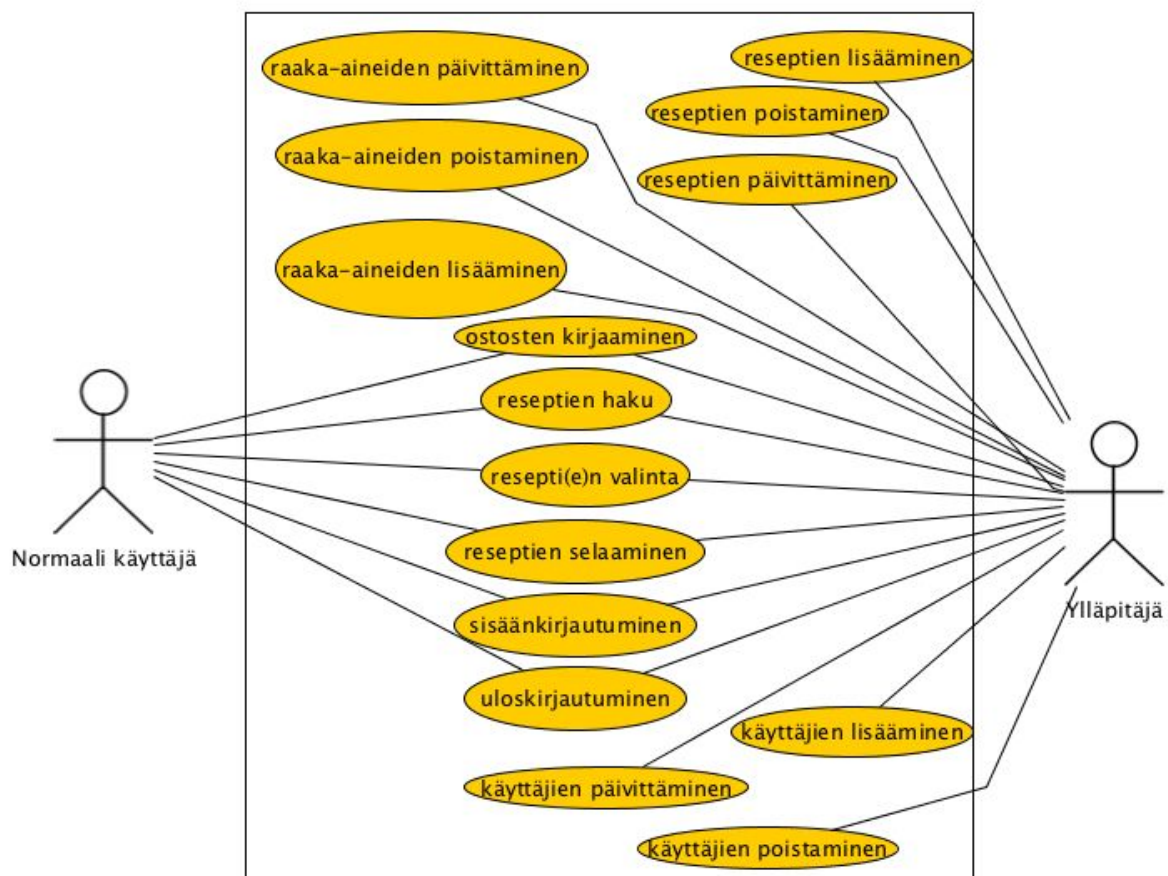 raaka-aineiden päivittäminen
reseptien lisääminen
reseptien poistaminen
raaka-aineiden poistaminen
reseptien päivittäminen
raaka-aineiden lisääminen
ostosten kirjaaminen
reseptien haku
resepti(e)n valinta
reseptien selaaminen
Normaali käyttäjä
Ylläpitäjä
sisäänkirjautuminen
uloskirjautuminen
käyttäjien lisääminen
käyttäjien päivittäminen
käyttäjien poistaminen